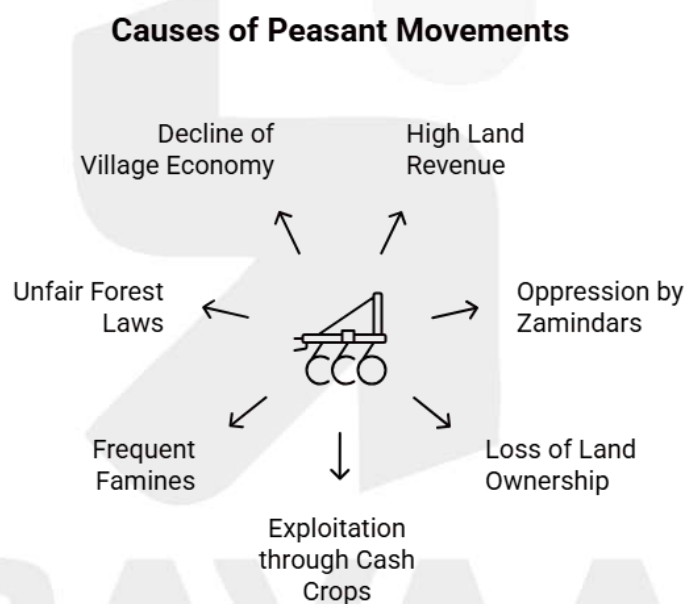 Causes of Peasant Movements
Decline of
Village Economy
High Land
Revenue
Unfair Forest
Laws
Oppression by
Zamindars
Frequent
Famines
Loss of Land
Ownership
Exploitation
through Cash
Crops